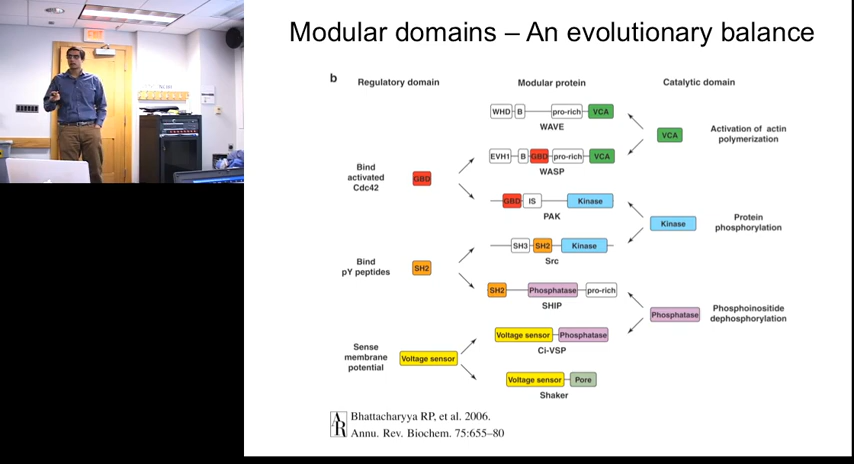 Modular domains – An evolutionary balance
b
Regulatory domain
Modular protein
Catalytic domain
WHD B pro-rich VCA
WAVE
VCA
Activation of actin
polymerization
EVH1 B GBD pro-rich VCA
WASP
Bind
activated
Cdc42
GBD
GBD IS Kinase
PAK
Kinase
Protein
phosphorylation
SH3 SH2 Kinase
Src
Bind
pY peptides
SH2
SH2 Phosphatase pro-rich
SHIP
Phosphatase
Phosphoinositide
dephosphorylation
Voltage sensor Phosphatase
Ci-VSP
Sense
membrane
potential
Voltage sensor
Voltage sensor Pore
Shaker
AR
Bhattacharyya RP, et al. 2006.
Annu. Rev. Biochem. 75:655–80